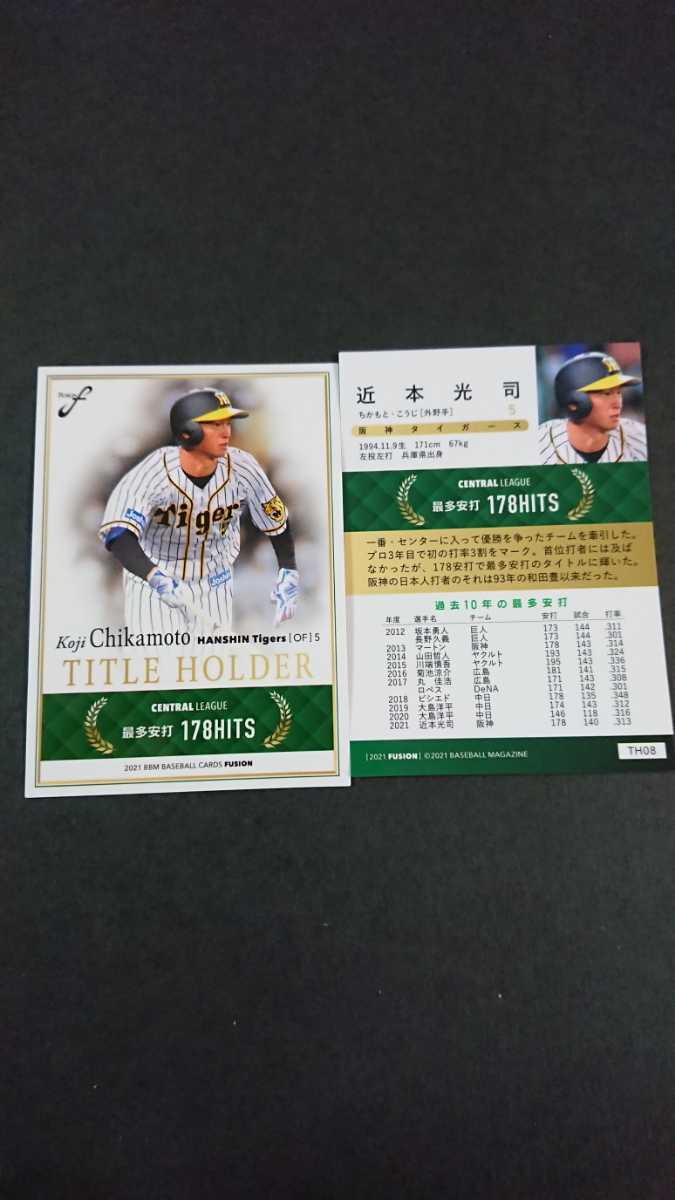 FUSION
f
Tigers
Joshin
Joshin
Koji Chikamoto HANSHIN Tigers [OF] 5
TITLE HOLDER
CENTRAL LEAGUE
最多安打 178HITS
2021 BBM BASEBALL CARDS FUSION
近本光司
ちかもと・こうじ [外野手] 5
阪神タイガース
1994.11.9生 171cm 67kg
左投左打 兵庫県出身
CENTRAL LEAGUE
最多安打 178HITS
一番・センターに入って優勝を争ったチームを牽引した。
プロ3年目で初の打率3割をマーク。首位打者には及ば
なかったが、178安打で最多安打のタイトルに輝いた。
阪神の日本人打者のそれは93年の和田豊以来だった。
過去10年の最多安打
年度 選手名 チーム 安打 試合 打率
2012 坂本勇人 巨人 173 144 .311
長野久義 巨人 173 144 .301
2013 マートン 阪神 178 143 .314
2014 山田哲人 ヤクルト 193 143 .324
2015 川端慎吾 ヤクルト 195 143 .336
2016 菊池涼介 広島 181 141 .315
2017 丸 佳浩 広島 171 143 .308
ロペス DeNA 171 142 .301
2018 ビシエド 中日 178 135 .348
2019 大島洋平 中日 174 143 .312
2020 大島洋平 中日 146 118 .316
2021 近本光司 阪神 178 140 .313
[2021 FUSION] ©2021 BASEBALL MAGAZINE
TH08